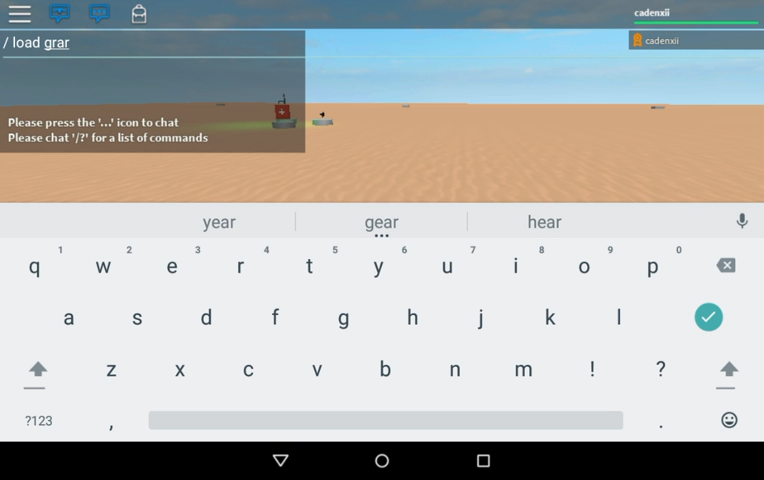 cadenxii
cadenxii
/ load grar
Please press the '...' icon to chat
Please chat '/?' for a list of commands
year gear hear
...
1 2 3 4 5 6 7 8 9 0
q w e r t y u i o p
a s d f g h j k l
z x c v b n m ! ?
?123 , .